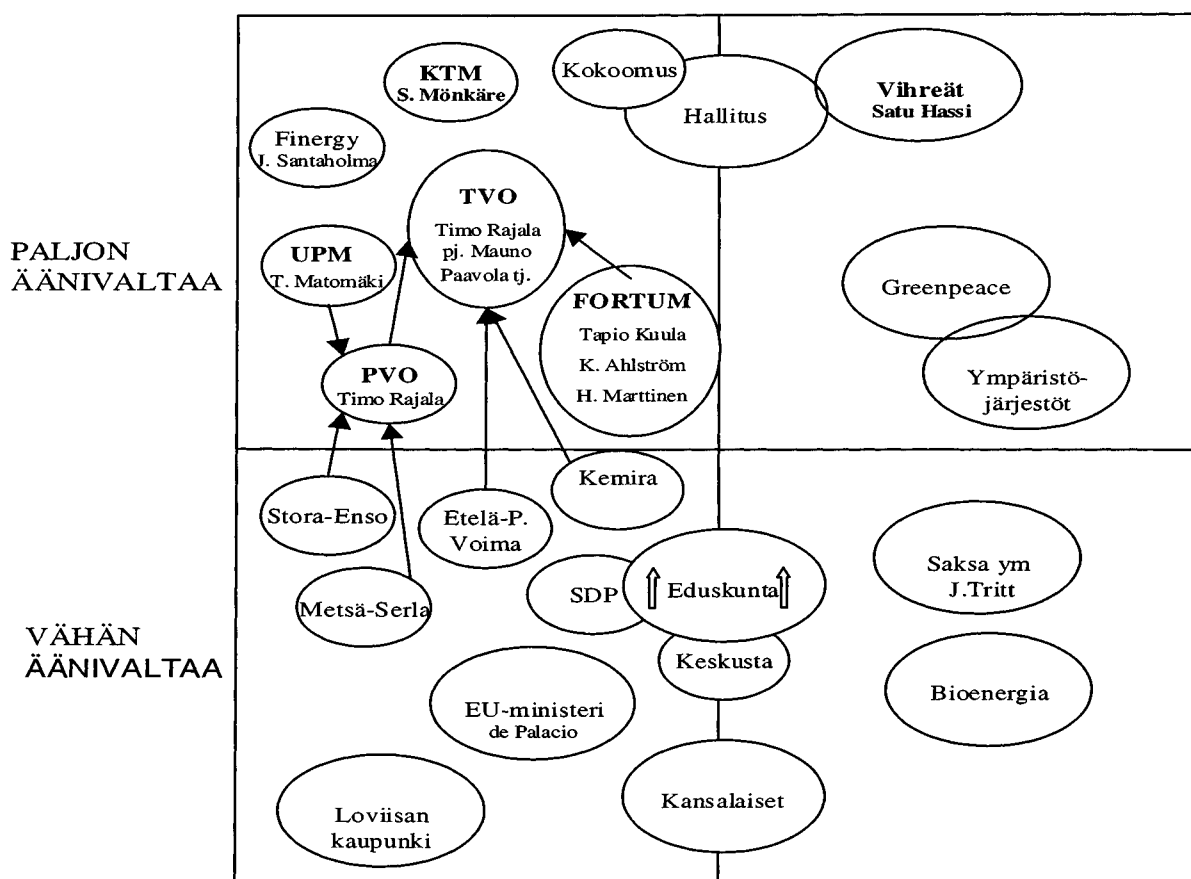 KTM
S. Mönkäre
Kokoomus
Hallitus
Vihreät
Satu Hassi
Finergy
J. Santaholma
TVO
Timo Rajala
pj. Mauno
Paavola tj.
PALJON
ÄÄNIVALTAA
UPM
T. Matomäki
FORTUM
Tapio Kuula
K. Ahlström
H. Marttinen
Greenpeace
PVO
Timo Rajala
Ympäristö-
järjestöt
Stora-Enso
Etelä-P.
Voima
Kemira
Metsä-Serla
SDP
Eduskunta
Saksa ym
J.Tritt
VÄHÄN
ÄÄNIVALTAA
Keskusta
EU-ministeri
de Palacio
Bioenergia
Loviisan
kaupunki
Kansalaiset